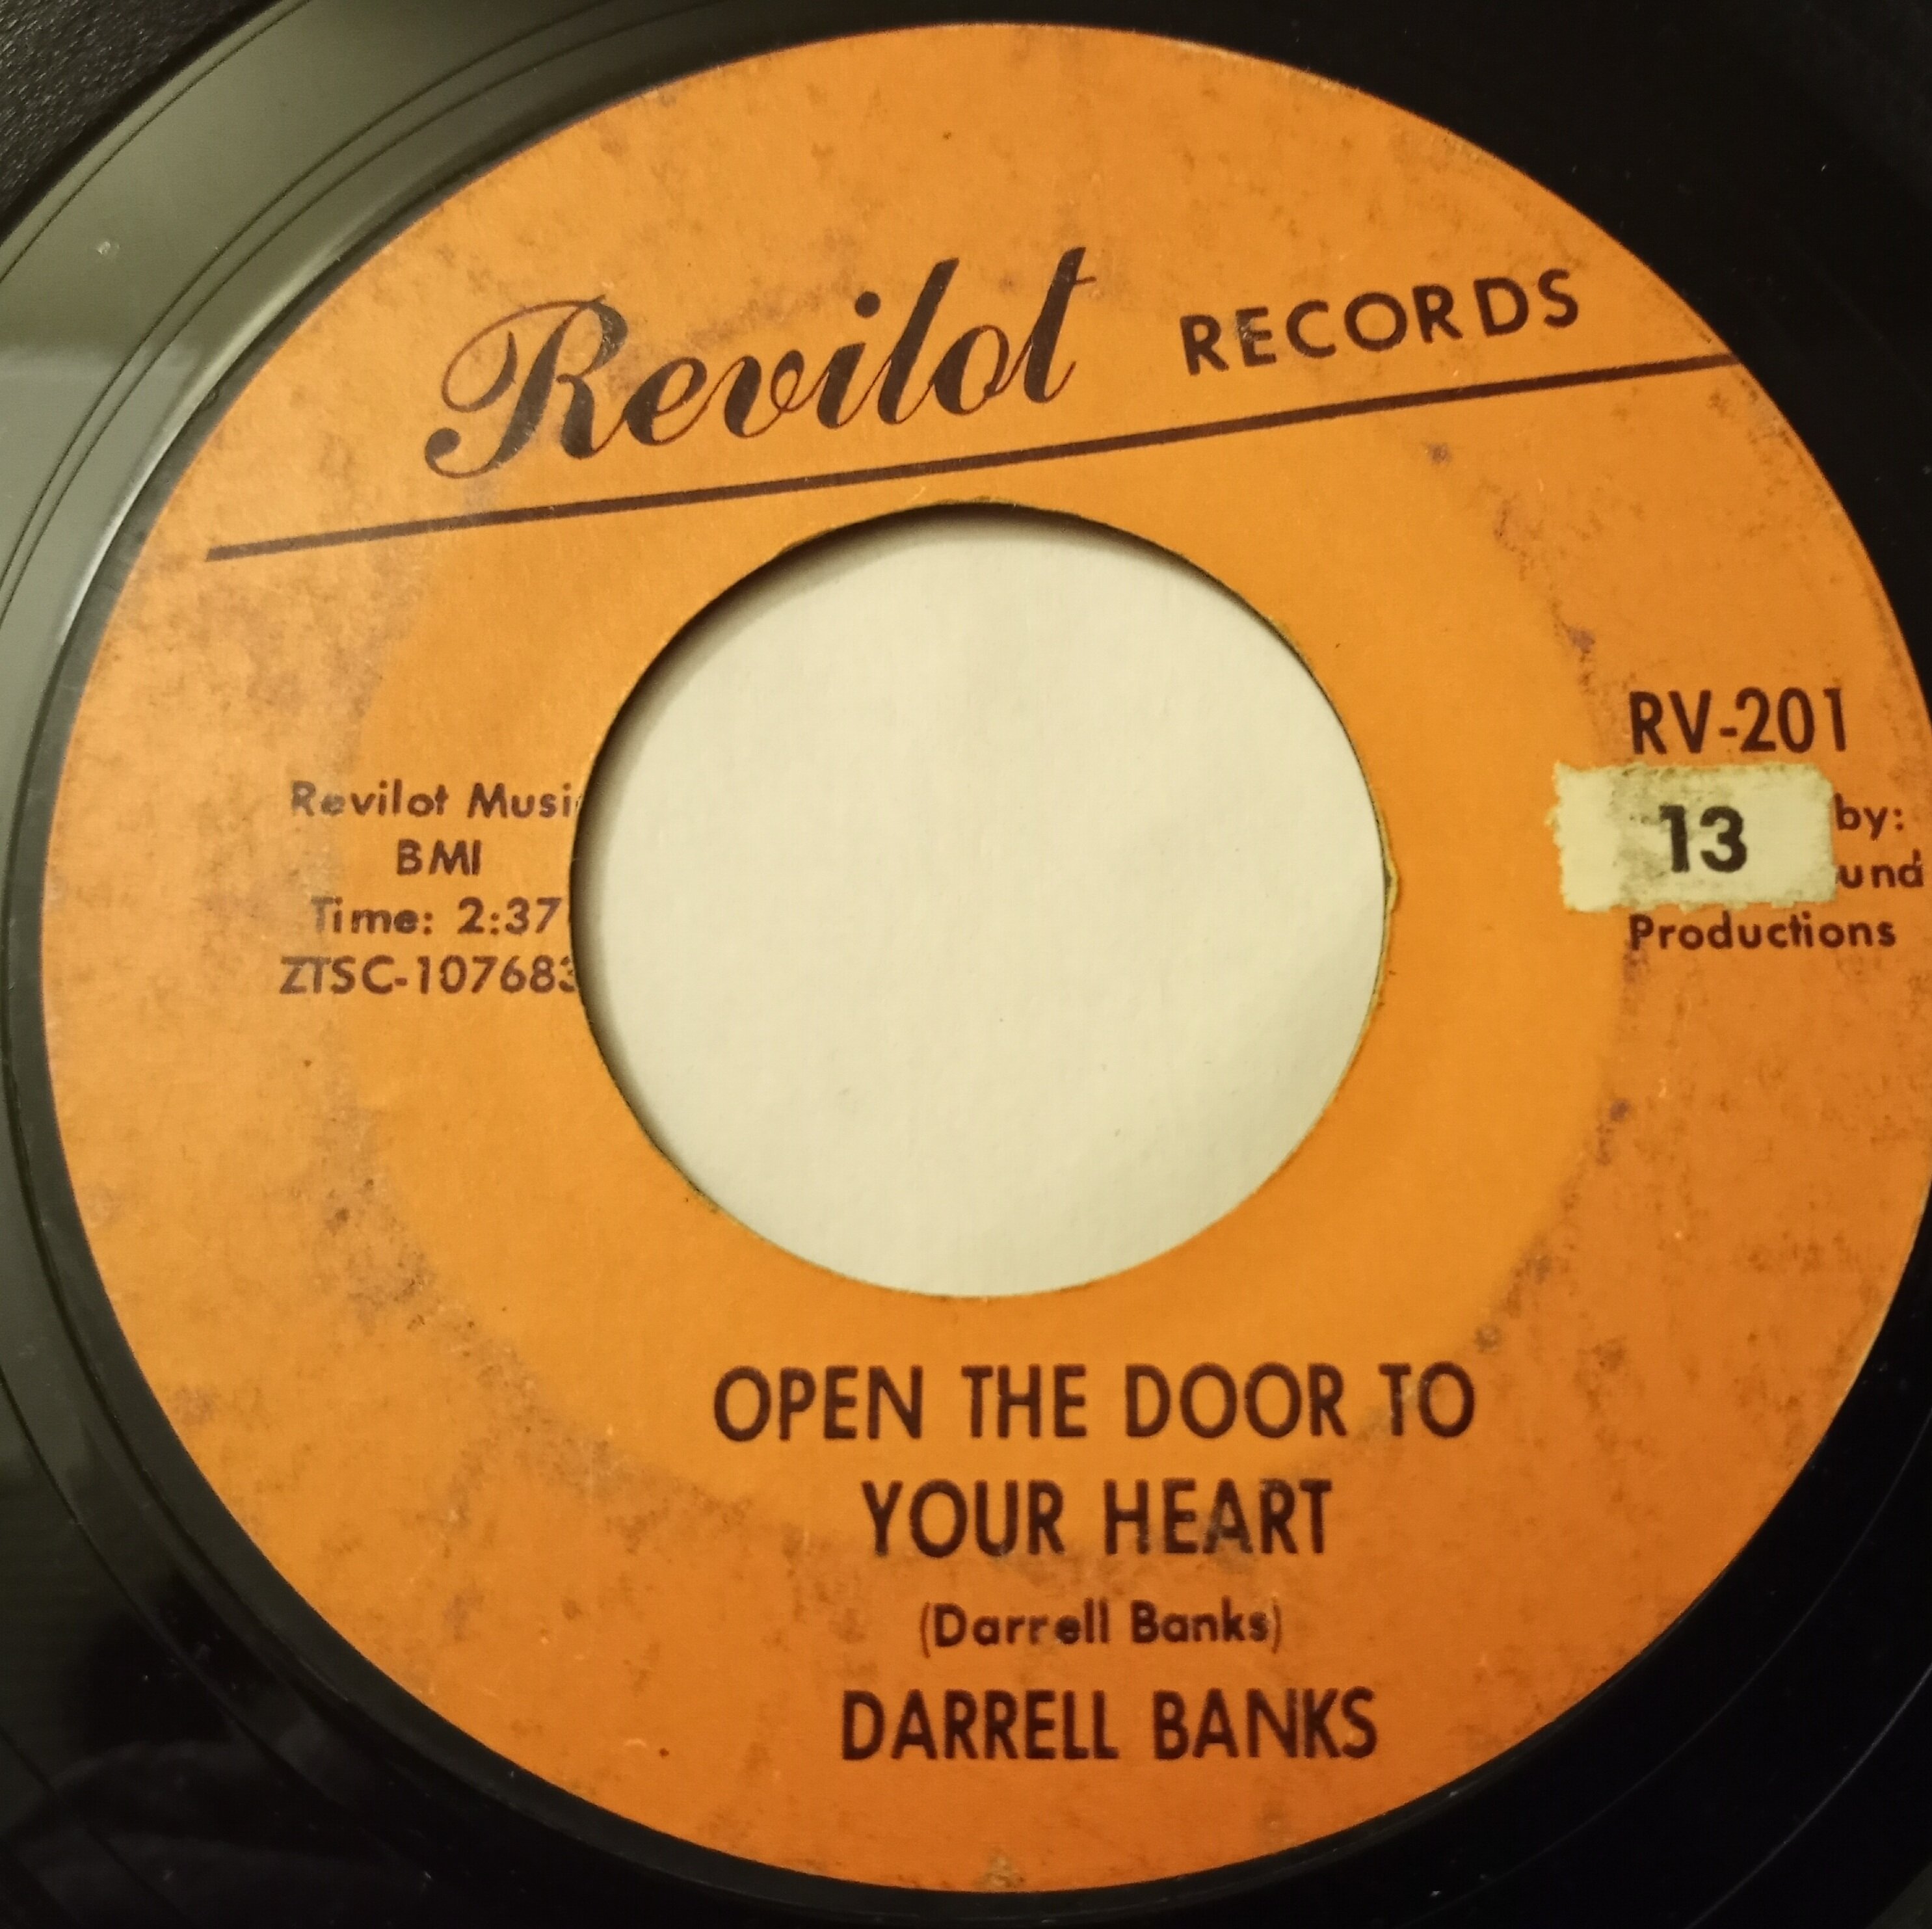 Revilot RECORDS
RV-201
Revilot Musi
BMI
Time: 2:37
ZTSC-107683
13
by:
und
Productions
OPEN THE DOOR TO
YOUR HEART
(Darrell Banks)
DARRELL BANKS